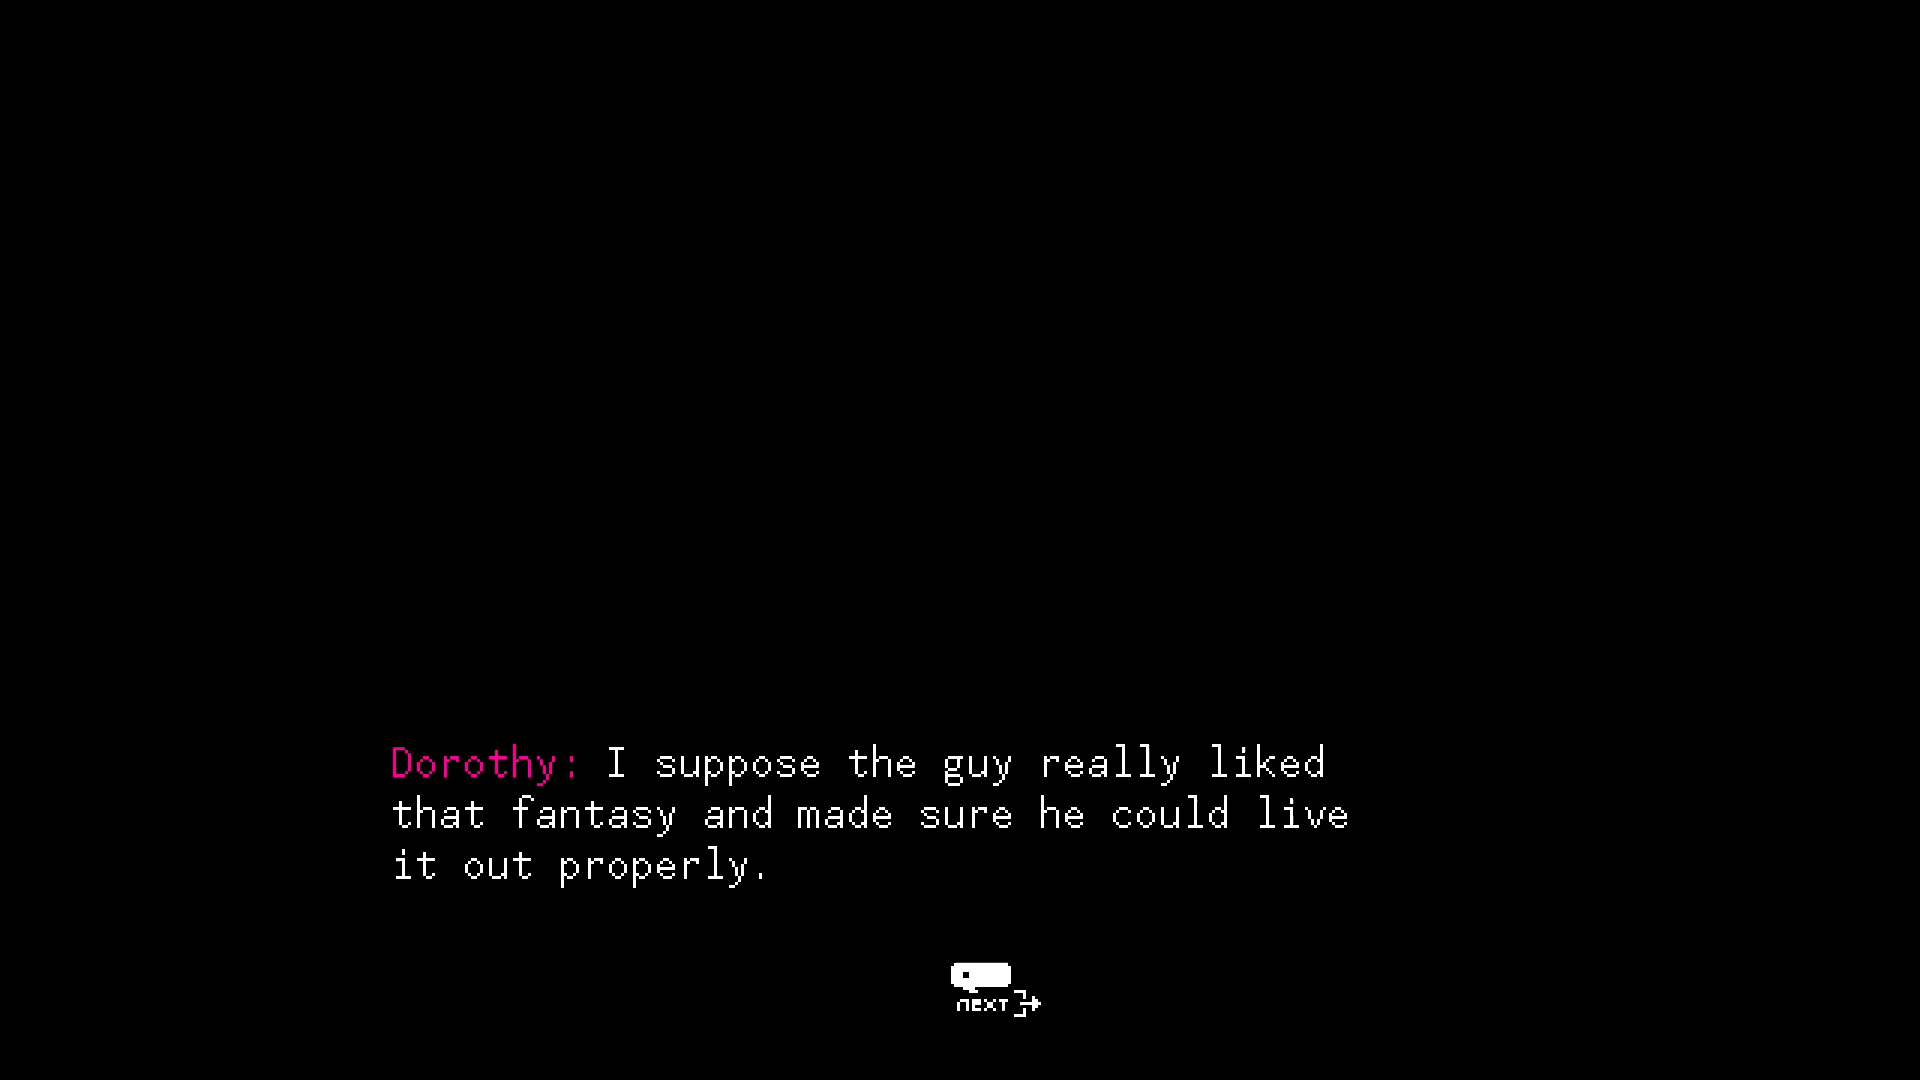 Dorothy: I suppose the guy really liked
that fantasy and made sure he could live
it out properly.
NEXT